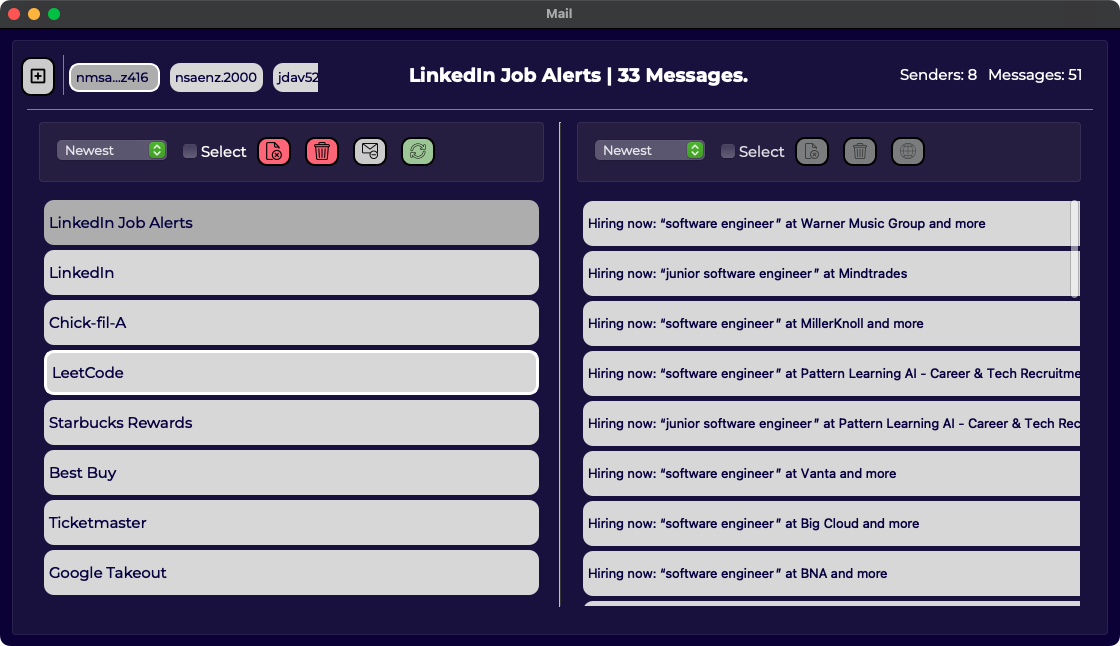 Mail
nmsa...z416
nsaenz.2000
jdav52
LinkedIn Job Alerts | 33 Messages.
Senders: 8 Messages: 51
Newest
Select
Newest
Select
LinkedIn Job Alerts
LinkedIn
Chick-fil-A
LeetCode
Starbucks Rewards
Best Buy
Ticketmaster
Google Takeout
Hiring now: “software engineer” at Warner Music Group and more
Hiring now: “junior software engineer” at Mindtrades
Hiring now: “software engineer” at MillerKnoll and more
Hiring now: “software engineer” at Pattern Learning AI - Career & Tech Recruitme
Hiring now: “junior software engineer” at Pattern Learning AI - Career & Tech Rec
Hiring now: “software engineer” at Vanta and more
Hiring now: “software engineer” at Big Cloud and more
Hiring now: “software engineer” at BNA and more